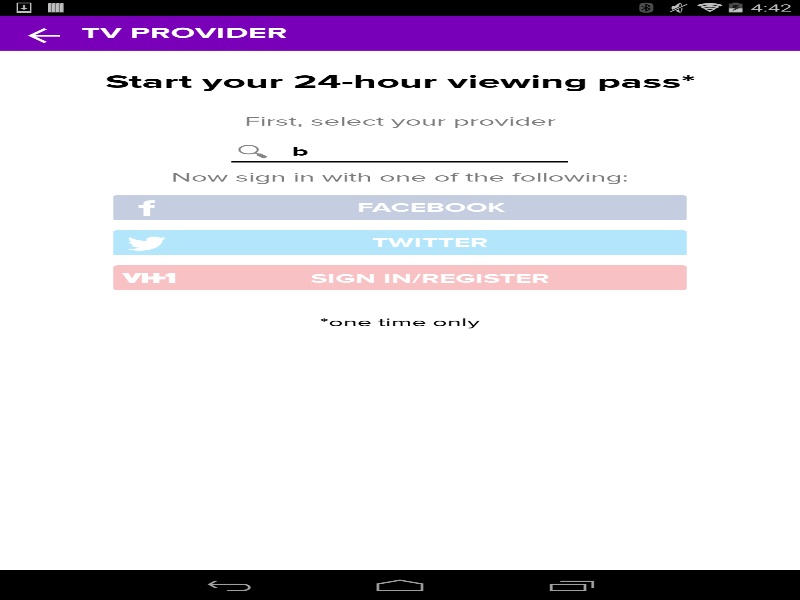 4:42
TV PROVIDER
Start your 24-hour viewing pass*
First, select your provider
b
Now sign in with one of the following:
f FACEBOOK
TWITTER
VH1 SIGN IN/REGISTER
*one time only